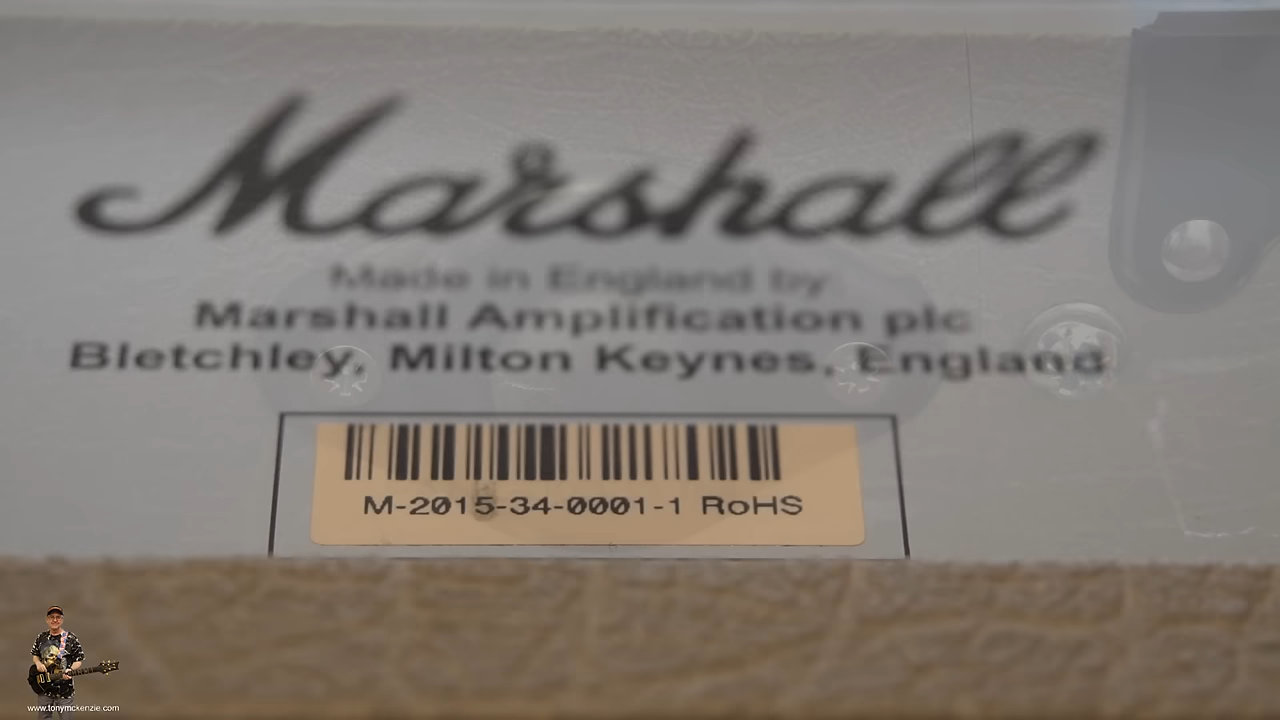 Marshall
Made in England by:
Marshall Amplification plc
Bletchley, Milton Keynes, England
M-2015-34-0001-1 RoHS
www.tonymckenzie.com